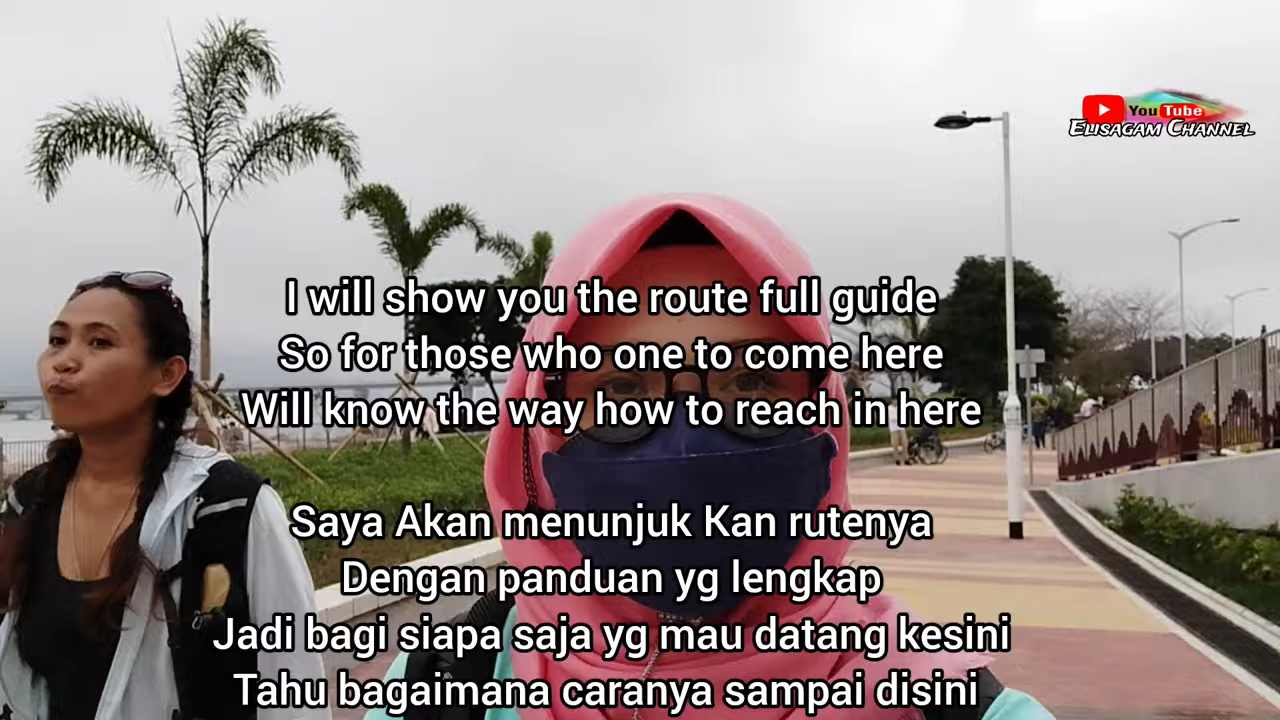 YouTube
ELISAGAM CHANNEL
I will show you the route full guide
So for those who one to come here
Will know the way how to reach in here
Saya Akan menunjuk Kan rutenya
Dengan panduan yg lengkap
Jadi bagi siapa saja yg mau datang kesini
Tahu bagaimana caranya sampai disini